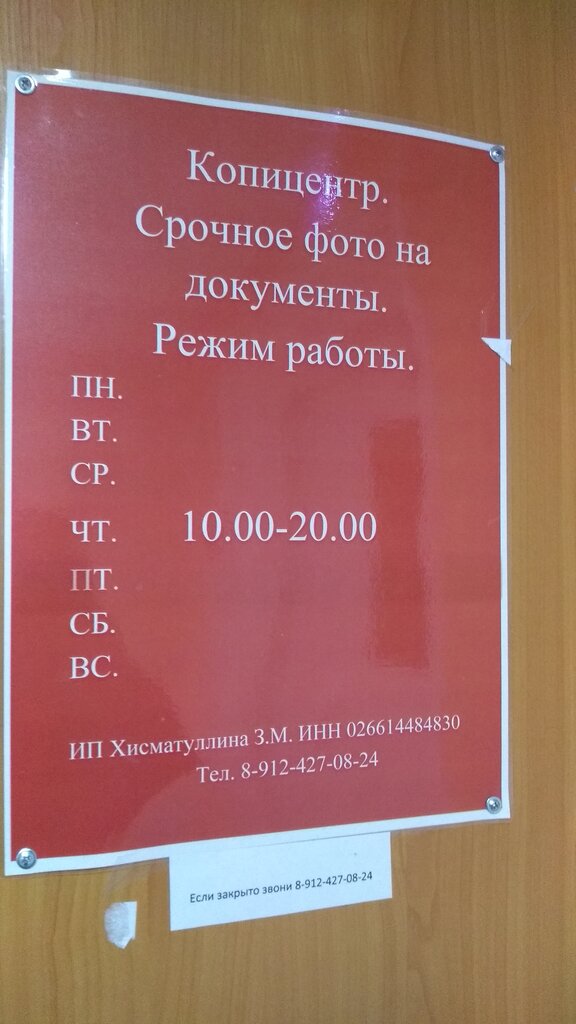 Копицентр.
Срочное фото на
документы.
Режим работы.
ПН.
ВТ.
СР.
ЧТ. 10.00-20.00
ПТ.
СБ.
ВС.
ИП Хисматуллина З.М. ИНН 026614484830
Тел. 8-912-427-08-24
Если закрыто звони 8-912-427-08-24